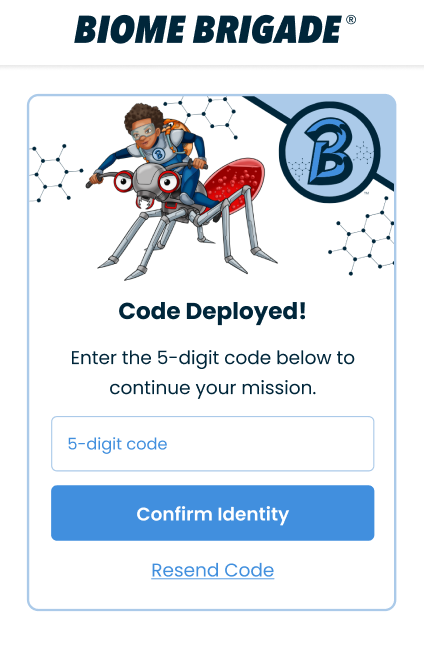 BIOME BRIGADE®
B
™
Code Deployed!
Enter the 5-digit code below to
continue your mission.
5-digit code
Confirm Identity
Resend Code